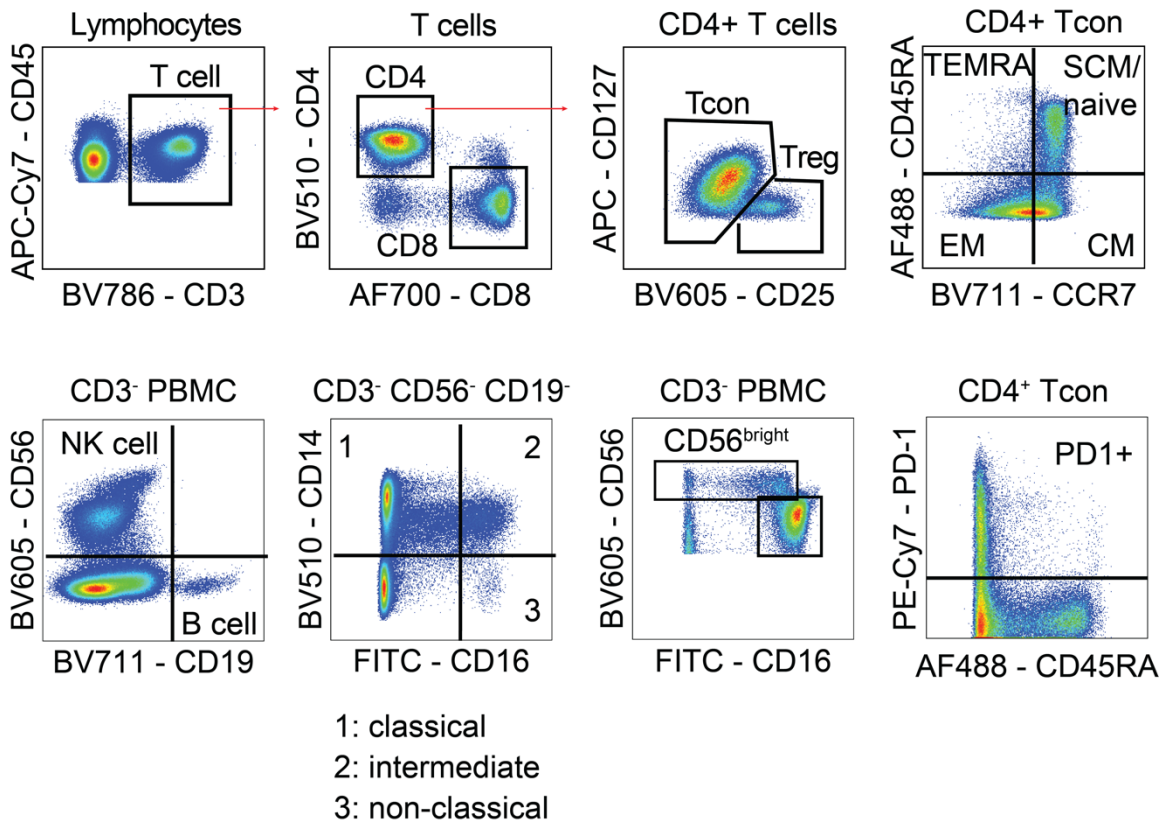 Lymphocytes
APC-Cy7 - CD45
T cell
BV786 - CD3
T cells
BV510 - CD4
CD4
CD8
AF700 - CD8
CD4+ T cells
APC - CD127
Tcon
Treg
BV605 - CD25
CD4+ Tcon
AF488 - CD45RA
TEMRA
SCM/
naive
EM
CM
BV711 - CCR7
CD3⁻ PBMC
BV605 - CD56
NK cell
B cell
BV711 - CD19
CD3⁻ CD56⁻ CD19⁻
BV510 - CD14
1
2
3
FITC - CD16
CD3⁻ PBMC
BV605 - CD56
CD56ᵇʳⁱᵍʰᵗ
FITC - CD16
CD4⁺ Tcon
PE-Cy7 - PD-1
PD1+
AF488 - CD45RA
1: classical
2: intermediate
3: non-classical